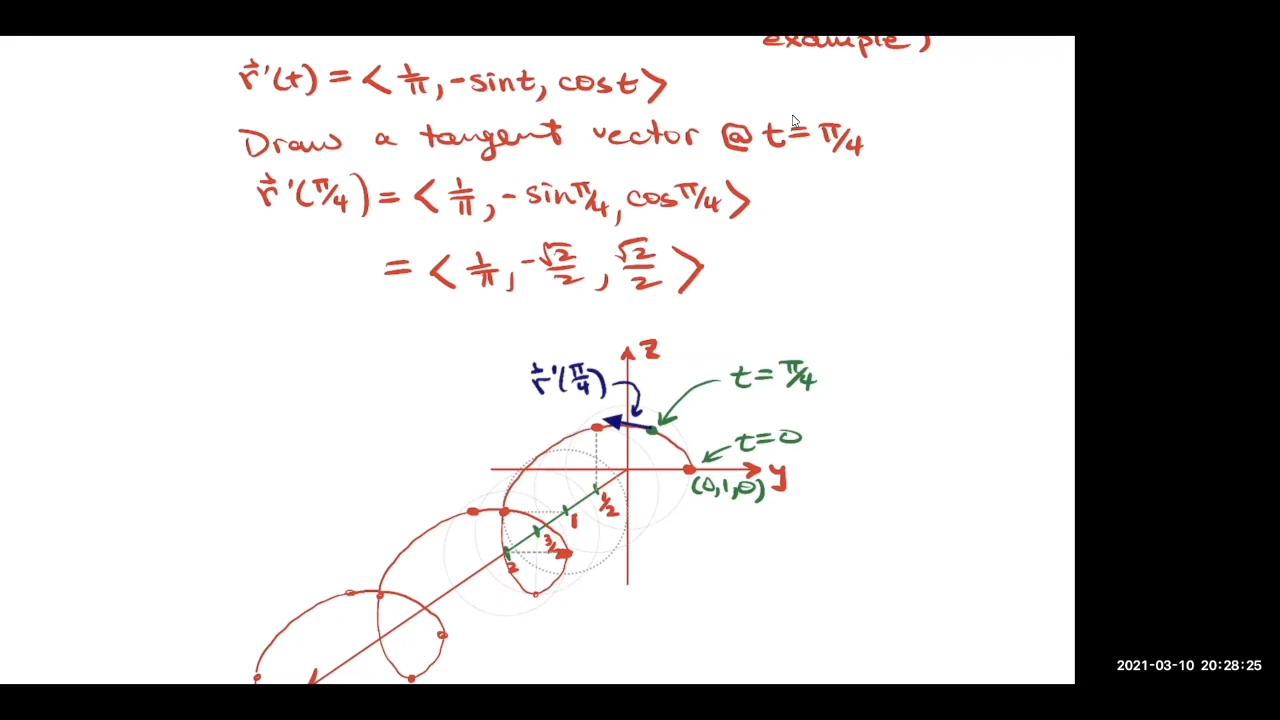 example)
r⃗'(t) = < 1/π, -sint, cost >
Draw a tangent vector @ t = π/4
r⃗'(π/4) = < 1/π, -sin π/4, cos π/4 >
= < 1/π, -√2/2, √2/2 >
z
r⃗'(π/4)
t = π/4
t = 0
y
(0,1,0)
1/2
1
3/2
2
2021-03-10 20:28:25